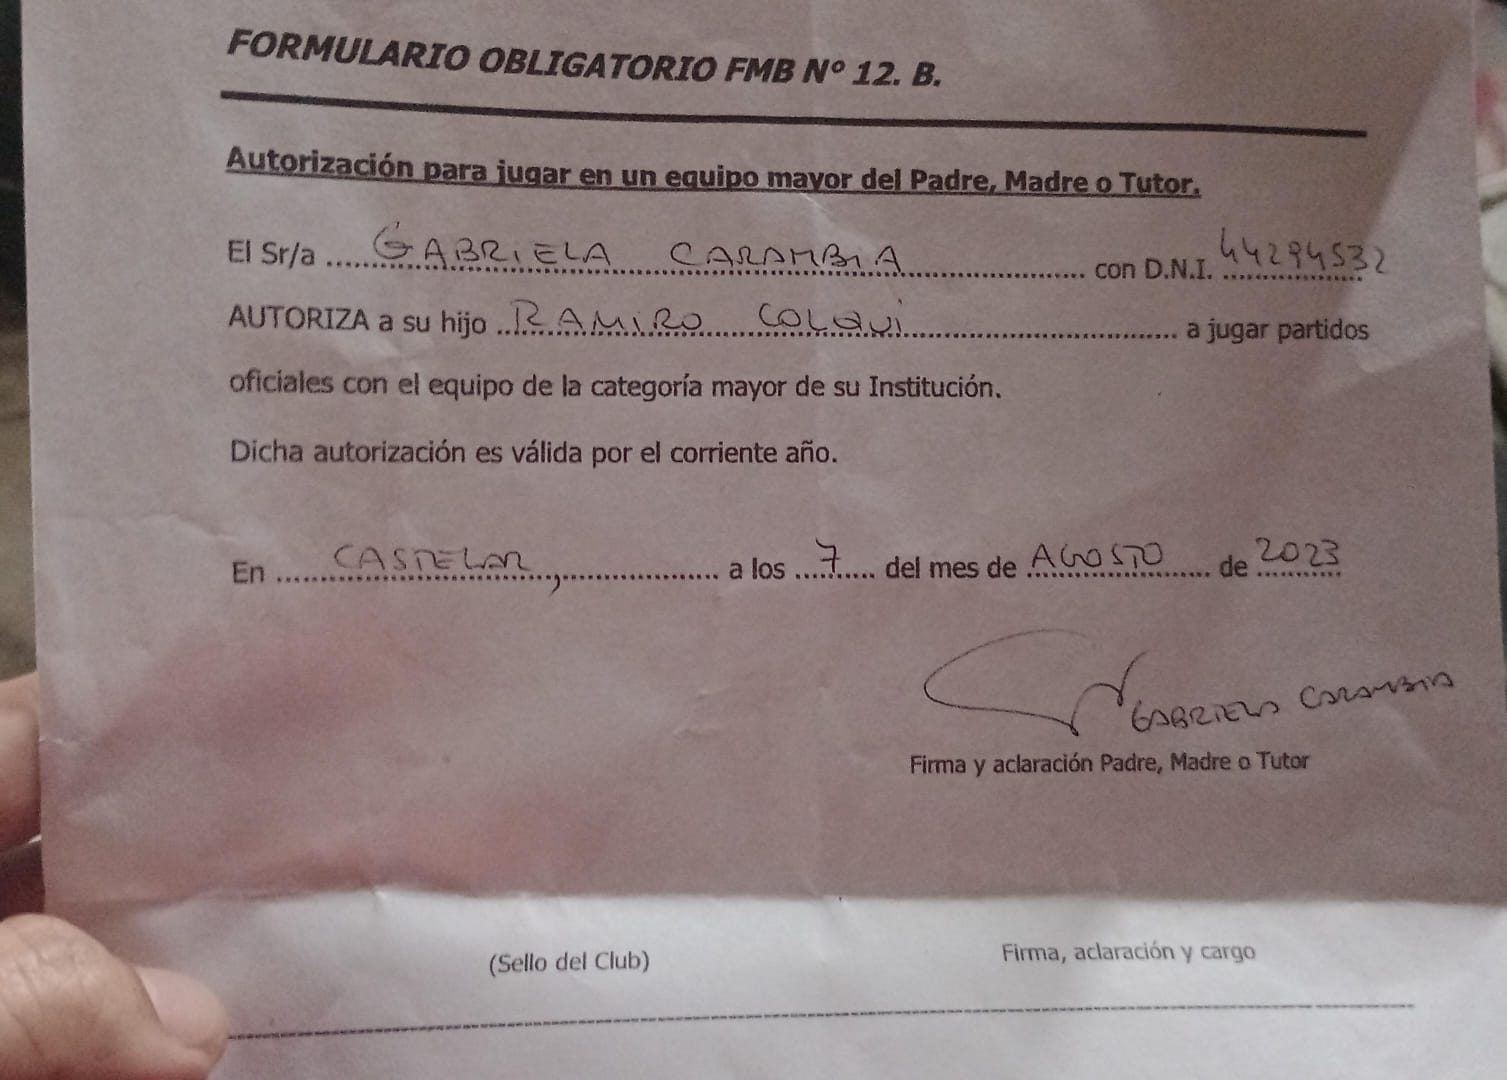 FORMULARIO OBLIGATORIO FMB Nº 12. B.
Autorización para jugar en un equipo mayor del Padre, Madre o Tutor.
El Sr/a ..... GABRIELA CARAMBIA ..... con D.N.I. 44294532
AUTORIZA a su hijo ..... RAMIRO COLQUI ..... a jugar partidos
oficiales con el equipo de la categoría mayor de su Institución.
Dicha autorización es válida por el corriente año.
En ..... CASTELAR, ..... a los ... 7 ... del mes de AGOSTO ..... de 2023
GABRIELA CARAMBIA
Firma y aclaración Padre, Madre o Tutor
(Sello del Club) Firma, aclaración y cargo